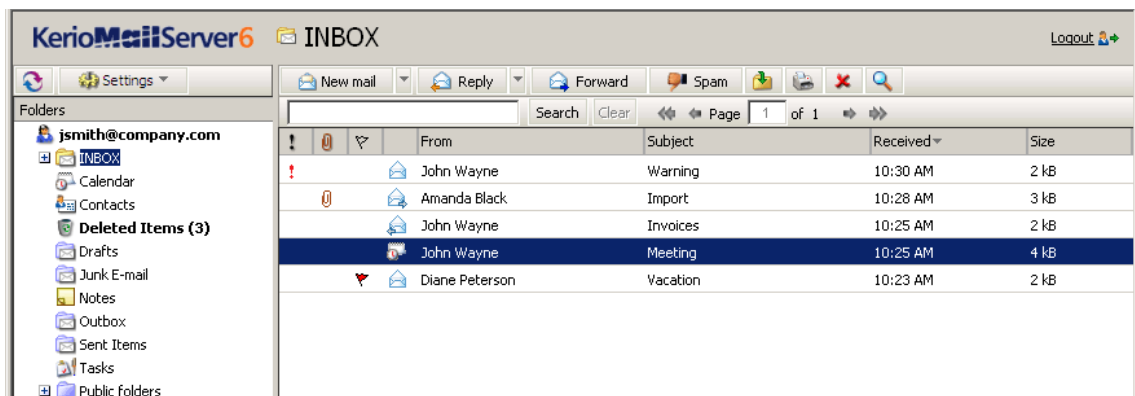 KerioMailServer6 INBOX Logout
Settings New mail Reply Forward Spam
Folders Search Clear Page 1 of 1
jsmith@company.com ! From Subject Received Size
INBOX
Calendar ! John Wayne Warning 10:30 AM 2 kB
Contacts Amanda Black Import 10:28 AM 3 kB
Deleted Items (3) John Wayne Invoices 10:25 AM 2 kB
Drafts John Wayne Meeting 10:25 AM 4 kB
Junk E-mail Diane Peterson Vacation 10:23 AM 2 kB
Notes
Outbox
Sent Items
Tasks
Public folders